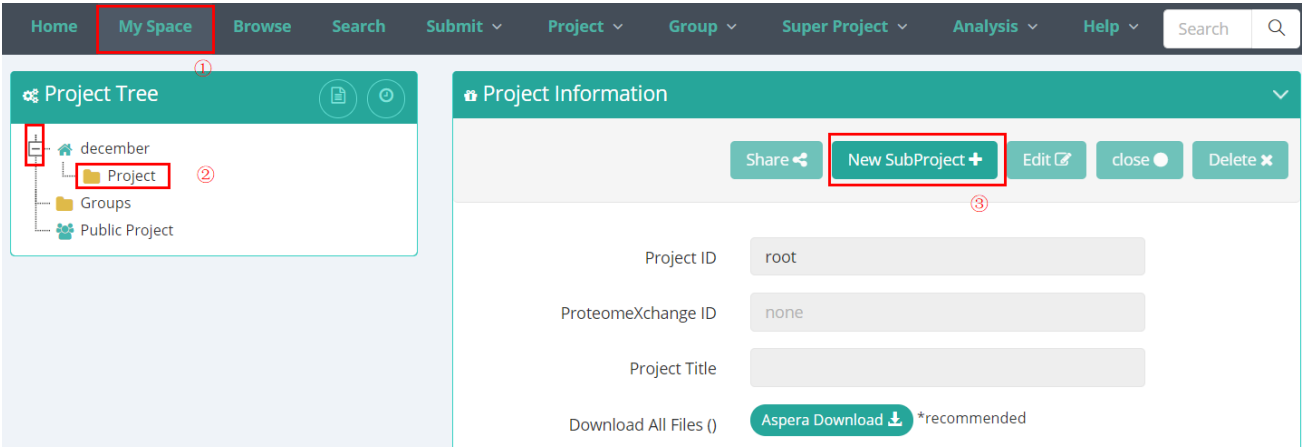 Home My Space Browse Search Submit Project Group Super Project Analysis Help Search
①
Project Tree
december
Project ②
Groups
Public Project
Project Information
Share New SubProject Edit close Delete
③
Project ID root
ProteomeXchange ID none
Project Title
Download All Files () Aspera Download *recommended